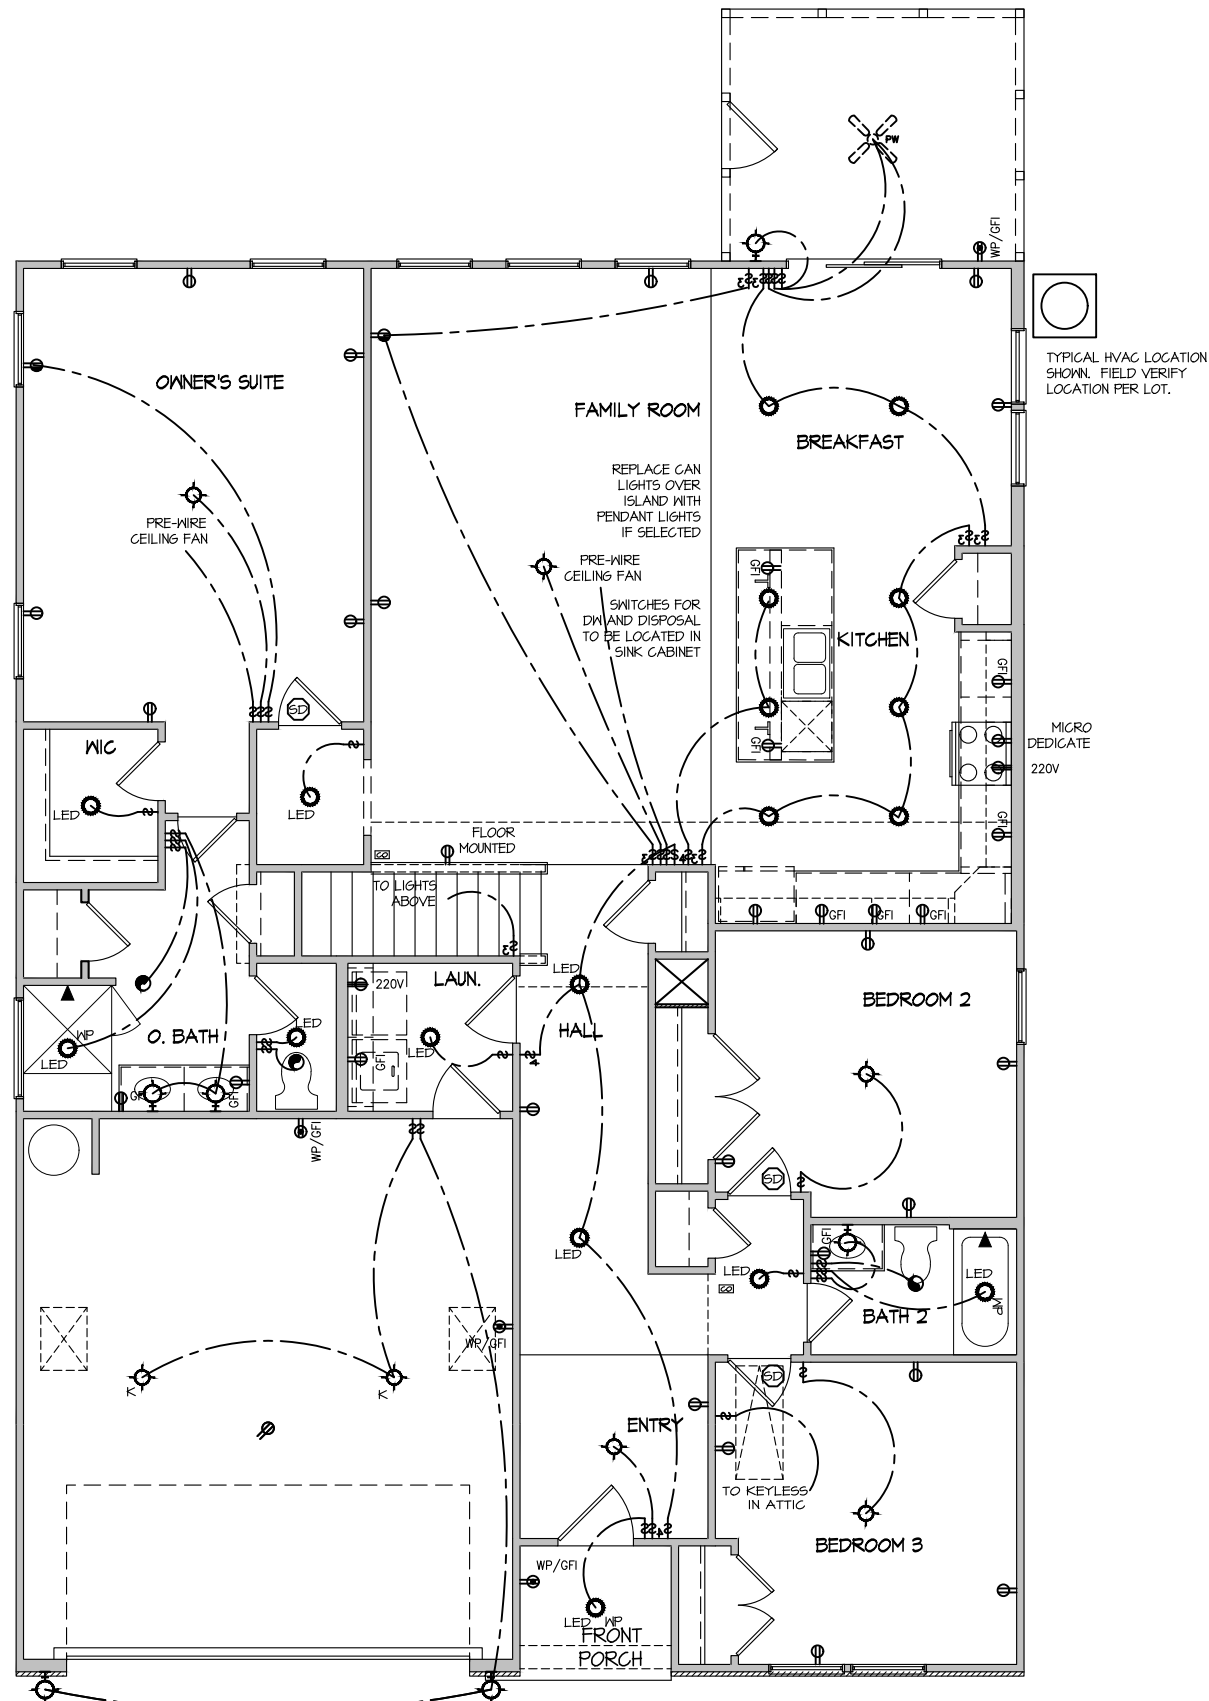 PW
WP/GFI
TYPICAL HVAC LOCATION
SHOWN. FIELD VERIFY
LOCATION PER LOT.
OWNER'S SUITE
FAMILY ROOM
BREAKFAST
REPLACE CAN
LIGHTS OVER
ISLAND WITH
PENDANT LIGHTS
IF SELECTED
PRE-WIRE
CEILING FAN
PRE-WIRE
CEILING FAN
GFI
SWITCHES FOR
DW AND DISPOSAL
TO BE LOCATED IN
SINK CABINET
KITCHEN
GFI
SD
WIC
GFI
MICRO
DEDICATE
220V
LED
LED
GFI
FLOOR
MOUNTED
S
TO LIGHTS
ABOVE
GFI
GFI
GFI
LED
LAUN.
220V
BEDROOM 2
WP
O. BATH
LED
HALL
LED
LED
GFI
GFI
GFI
WP/GFI
SD
GFI
LED
LED
LED
WP
BATH 2
WP/GFI
SD
K
K
ENTRY
TO KEYLESS
IN ATTIC
BEDROOM 3
WP/GFI
LED WP
FRONT
PORCH